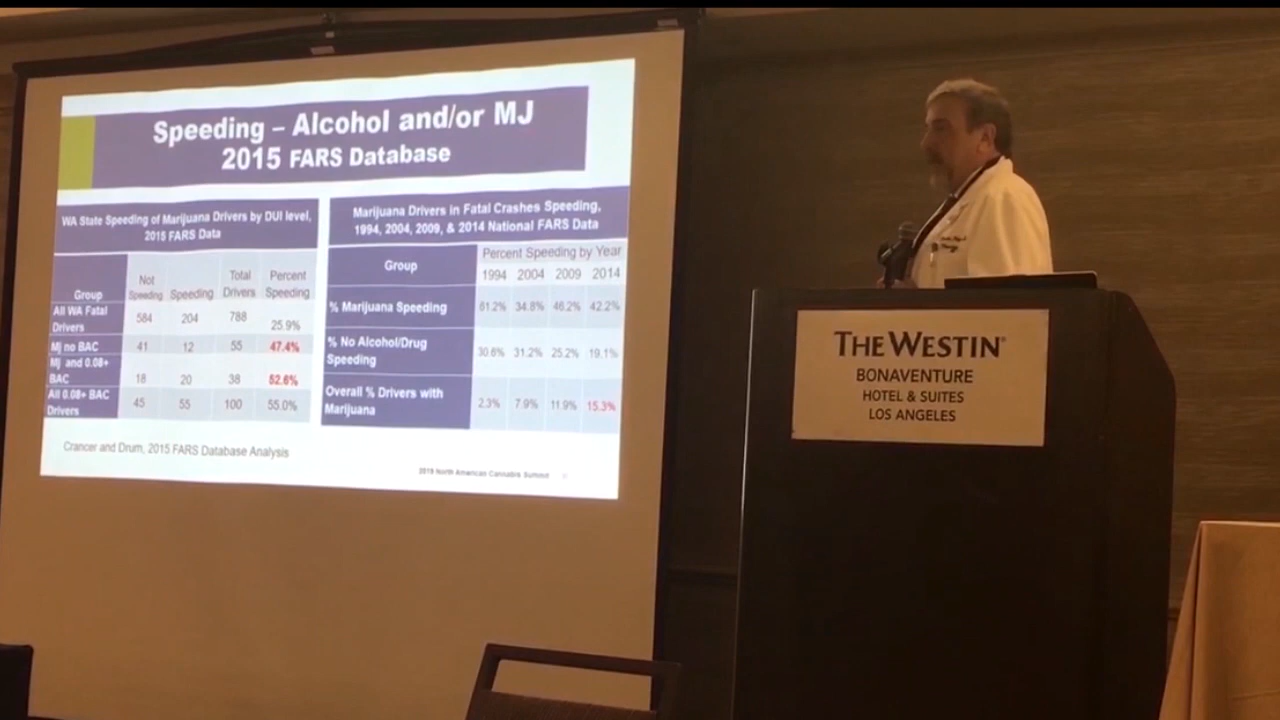 Speeding – Alcohol and/or MJ
2015 FARS Database
WA State Speeding of Marijuana Drivers by DUI level,
2015 FARS Data
Group Not Speeding Speeding Total Drivers Percent Speeding
All WA Fatal Drivers 584 204 788 25.9%
Mj no BAC 41 12 55 47.4%
Mj and 0.08+ BAC 18 20 38 52.6%
All 0.08+ BAC Drivers 45 55 100 55.0%
Marijuana Drivers in Fatal Crashes Speeding,
1994, 2004, 2009, & 2014 National FARS Data
Group Percent Speeding by Year
1994 2004 2009 2014
% Marijuana Speeding 61.2% 34.8% 46.2% 42.2%
% No Alcohol/Drug Speeding 30.6% 31.2% 25.2% 19.1%
Overall % Drivers with Marijuana 2.3% 7.9% 11.9% 15.3%
Crancer and Drum, 2015 FARS Database Analysis
2019 North American Cannabis Summit
THE WESTIN®
BONAVENTURE
HOTEL & SUITES
LOS ANGELES